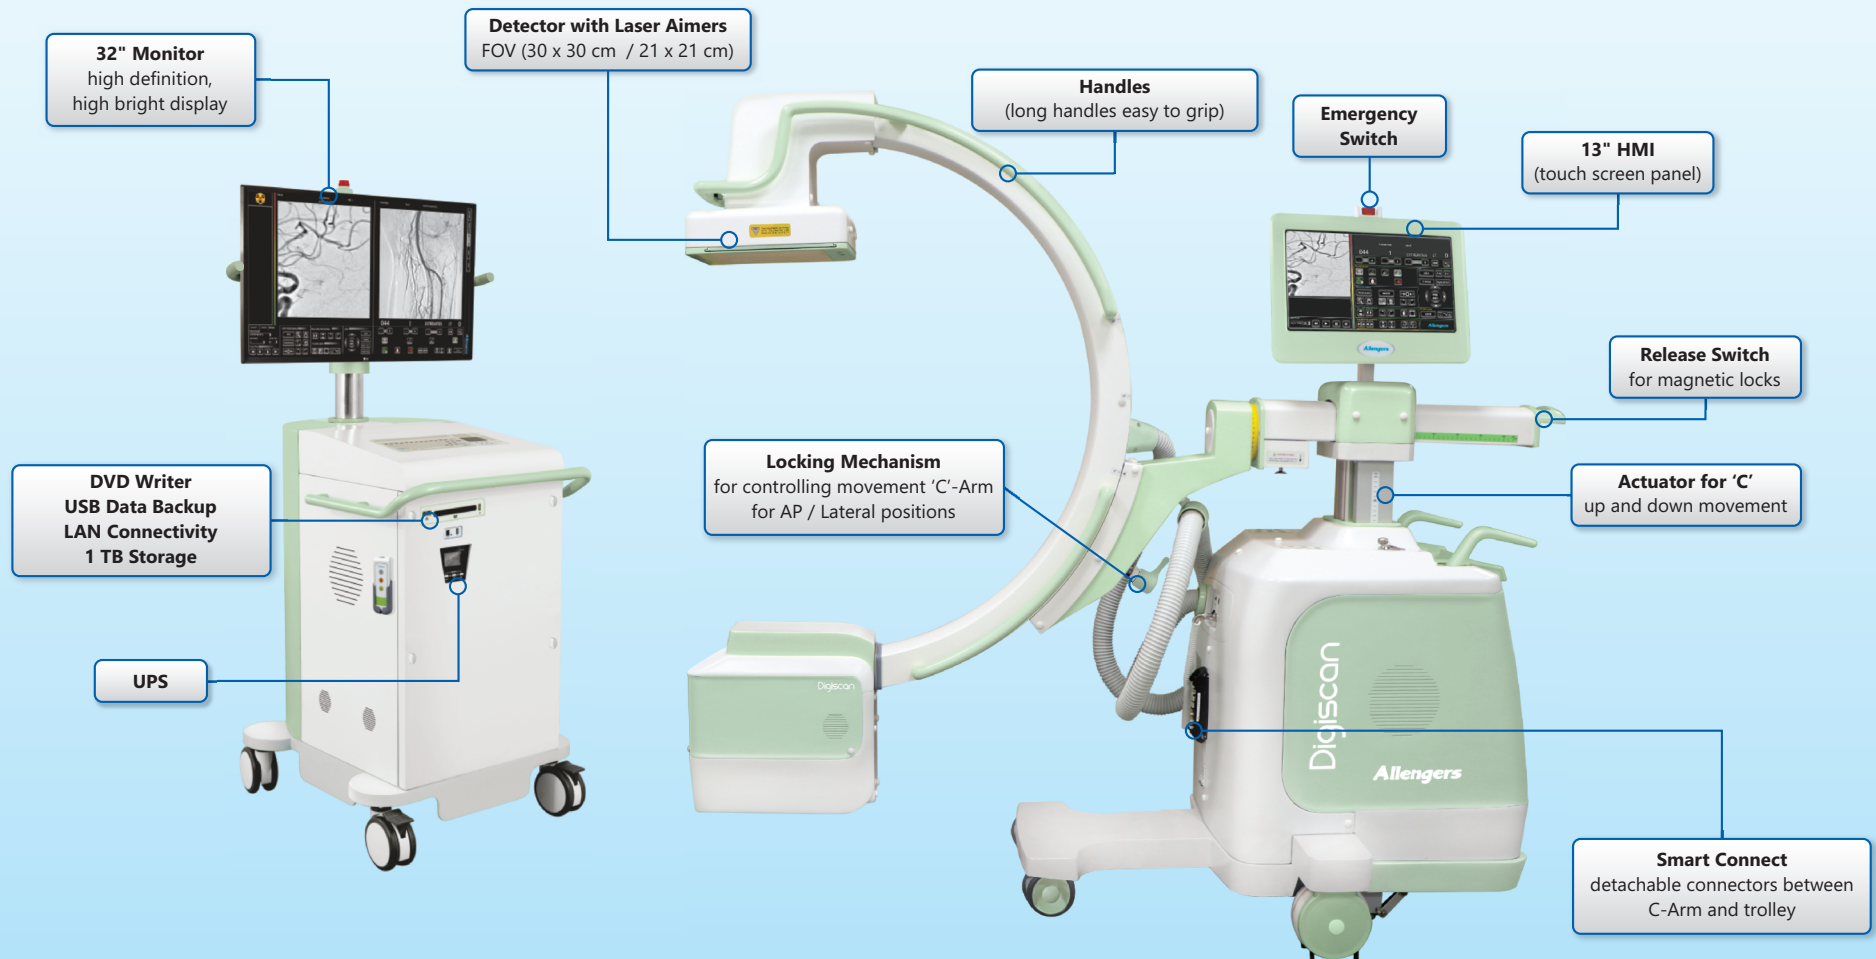 32" Monitor
high definition,
high bright display
Detector with Laser Aimers
FOV (30 x 30 cm / 21 x 21 cm)
Handles
(long handles easy to grip)
Emergency
Switch
13" HMI
(touch screen panel)
Release Switch
for magnetic locks
Locking Mechanism
for controlling movement ‘C’-Arm
for AP / Lateral positions
DVD Writer
USB Data Backup
LAN Connectivity
1 TB Storage
Actuator for ‘C’
up and down movement
UPS
Allengers
Digiscan
Digiscan
Allengers
Smart Connect
detachable connectors between
C-Arm and trolley